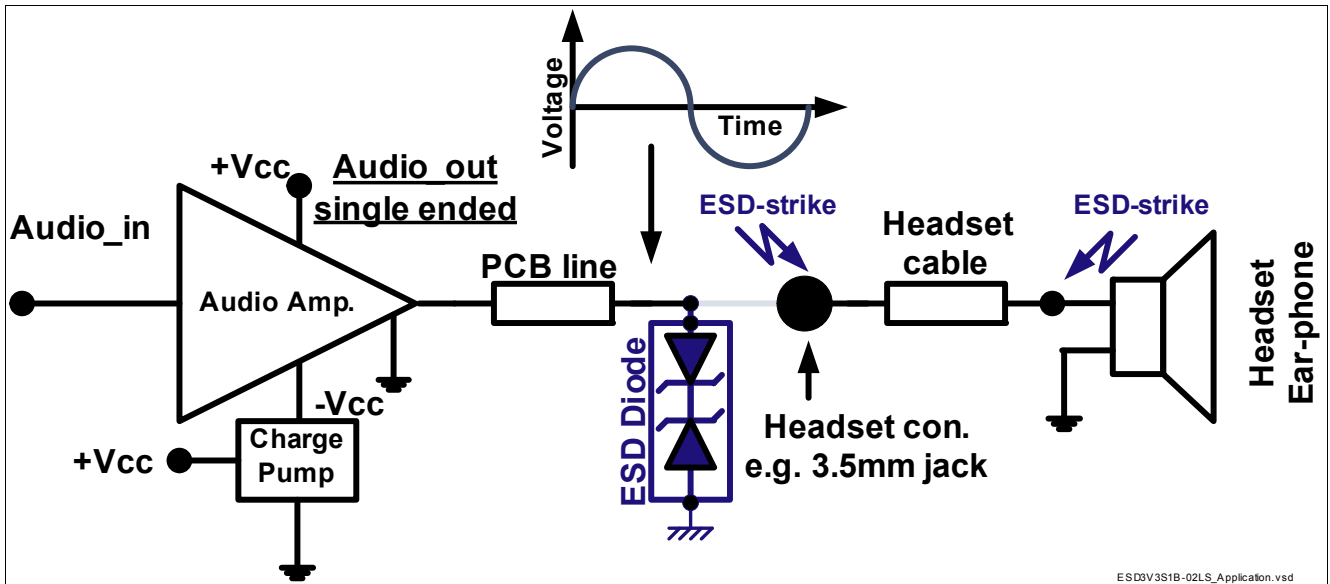 Voltage
Time
+Vcc
Audio_out
single ended
Audio_in
ESD-strike
Headset
cable
ESD-strike
PCB line
Audio Amp.
Headset
Ear-phone
-Vcc
ESD Diode
Charge
Pump
+Vcc
Headset con.
e.g. 3.5mm jack
ESD3V3S1B-02LS_Application.vsd